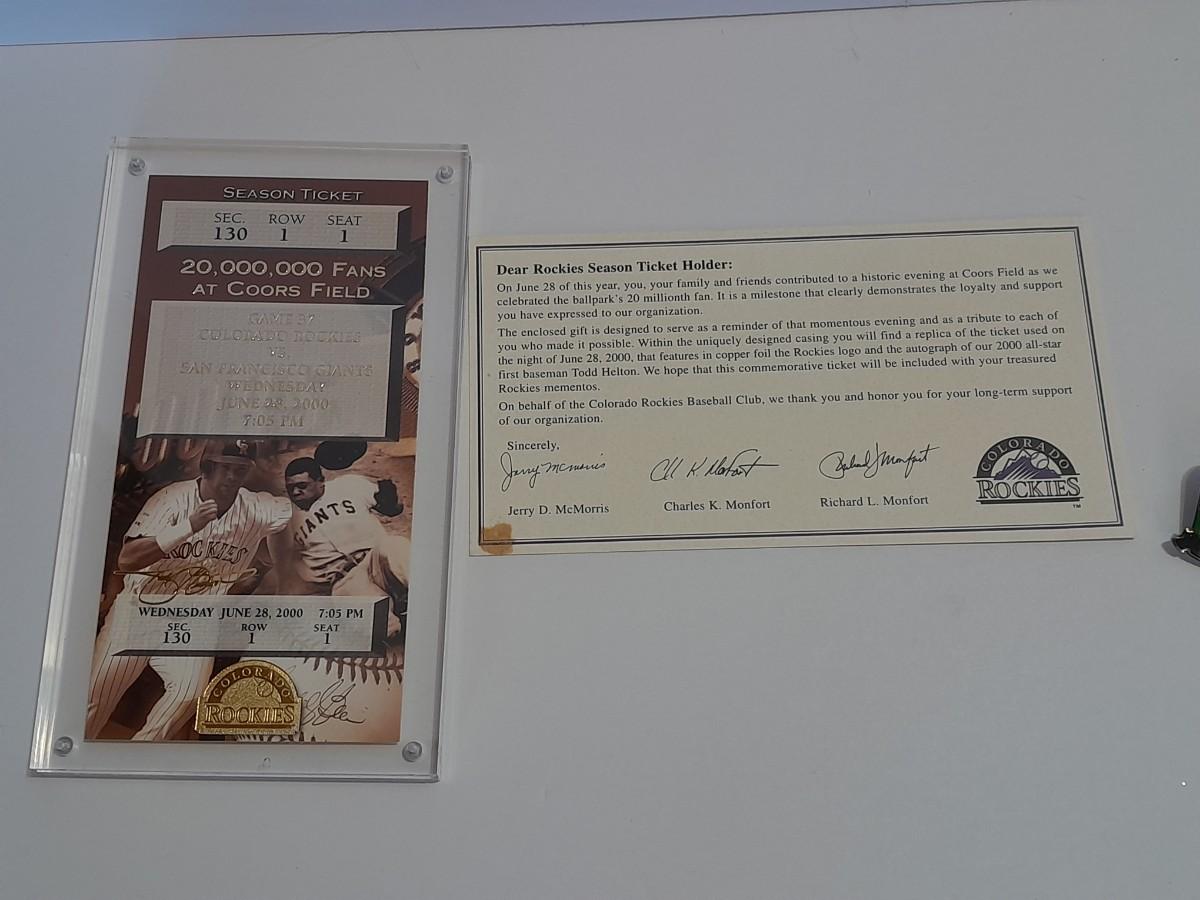 SEASON TICKET
SEC. ROW SEAT
130 1 1
20,000,000 FANS
AT COORS FIELD
GAME 37
COLORADO ROCKIES
VS.
SAN FRANCISCO GIANTS
WEDNESDAY
JUNE 28, 2000
7:05 PM
ROCKIES
GIANTS
WEDNESDAY JUNE 28, 2000 7:05 PM
SEC. ROW SEAT
130 1 1
COLORADO
ROCKIES
Dear Rockies Season Ticket Holder:
On June 28 of this year, you, your family and friends contributed to a historic evening at Coors Field as we
celebrated the ballpark's 20 millionth fan. It is a milestone that clearly demonstrates the loyalty and support
you have expressed to our organization.
The enclosed gift is designed to serve as a reminder of that momentous evening and as a tribute to each of
you who made it possible. Within the uniquely designed casing you will find a replica of the ticket used on
the night of June 28, 2000, that features in copper foil the Rockies logo and the autograph of our 2000 all-star
first baseman Todd Helton. We hope that this commemorative ticket will be included with your treasured
Rockies mementos.
On behalf of the Colorado Rockies Baseball Club, we thank you and honor you for your long-term support
of our organization.
Sincerely,
Jerry McMorris
Jerry D. McMorris
Charles K. Monfort
Richard L. Monfort
COLORADO
ROCKIES
TM